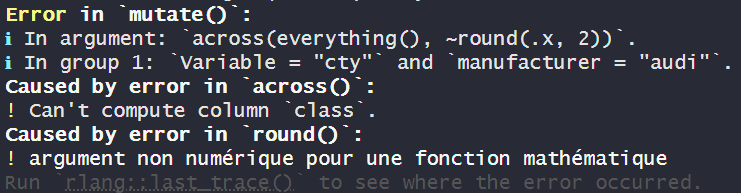 Error in `mutate()`:
ℹ In argument: `across(everything(), ~round(.x, 2))`.
ℹ In group 1: `Variable = "cty"` and `manufacturer = "audi"`.
Caused by error in `across()`:
! Can't compute column `class`.
Caused by error in `round()`:
! argument non numérique pour une fonction mathématique
Run `rlang::last_trace()` to see where the error occurred.